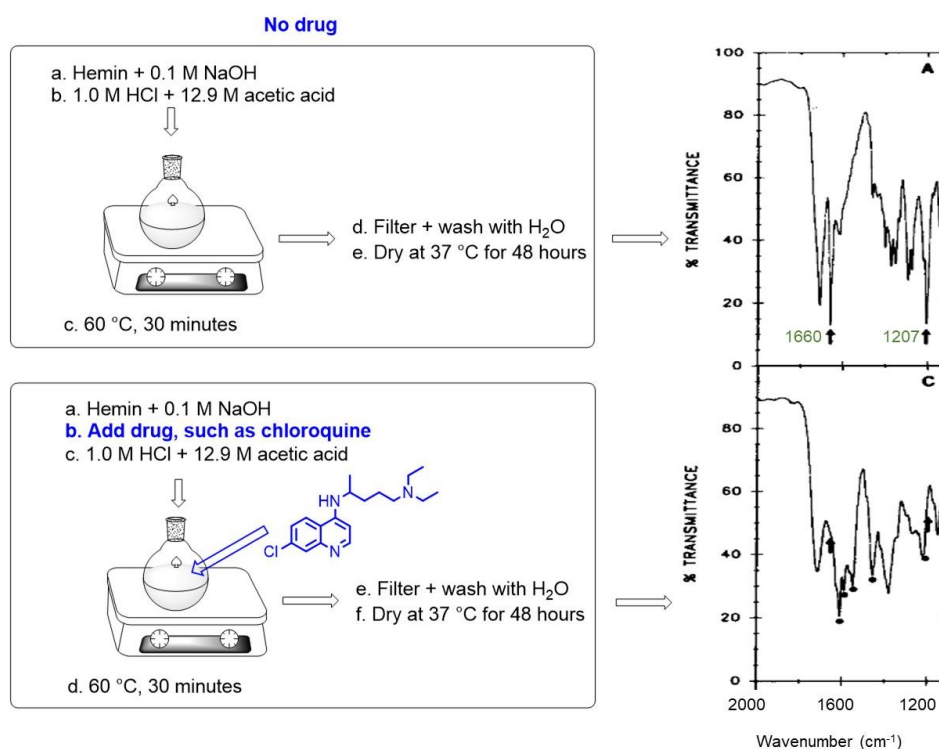 No drug
a. Hemin + 0.1 M NaOH
b. 1.0 M HCl + 12.9 M acetic acid
c. 60 °C, 30 minutes
d. Filter + wash with H₂O
e. Dry at 37 °C for 48 hours
100
80
60
40
20
0
% TRANSMITTANCE
A
1660
1207
a. Hemin + 0.1 M NaOH
b. Add drug, such as chloroquine
c. 1.0 M HCl + 12.9 M acetic acid
HN
N
Cl
N
d. 60 °C, 30 minutes
e. Filter + wash with H₂O
f. Dry at 37 °C for 48 hours
80
60
40
20
0
% TRANSMITTANCE
C
2000
1600
1200
Wavenumber (cm⁻¹)